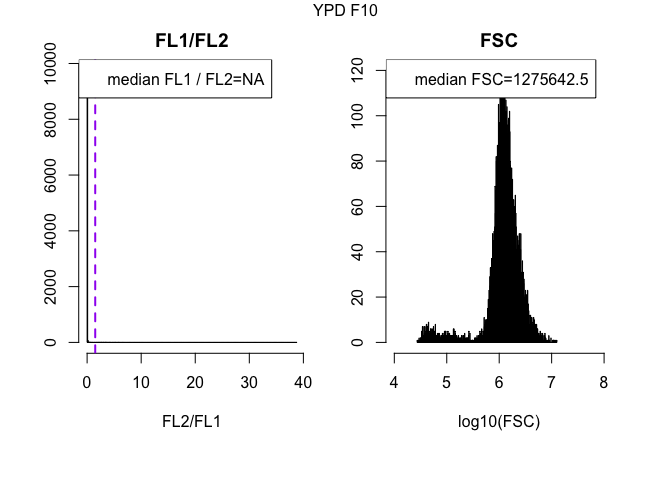 YPD F10
FL1/FL2
median FL1 / FL2=NA
0
2000
4000
6000
8000
10000
0 10 20 30 40
FL2/FL1
FSC
median FSC=1275642.5
0
20
40
60
80
100
120
4 5 6 7 8
log10(FSC)